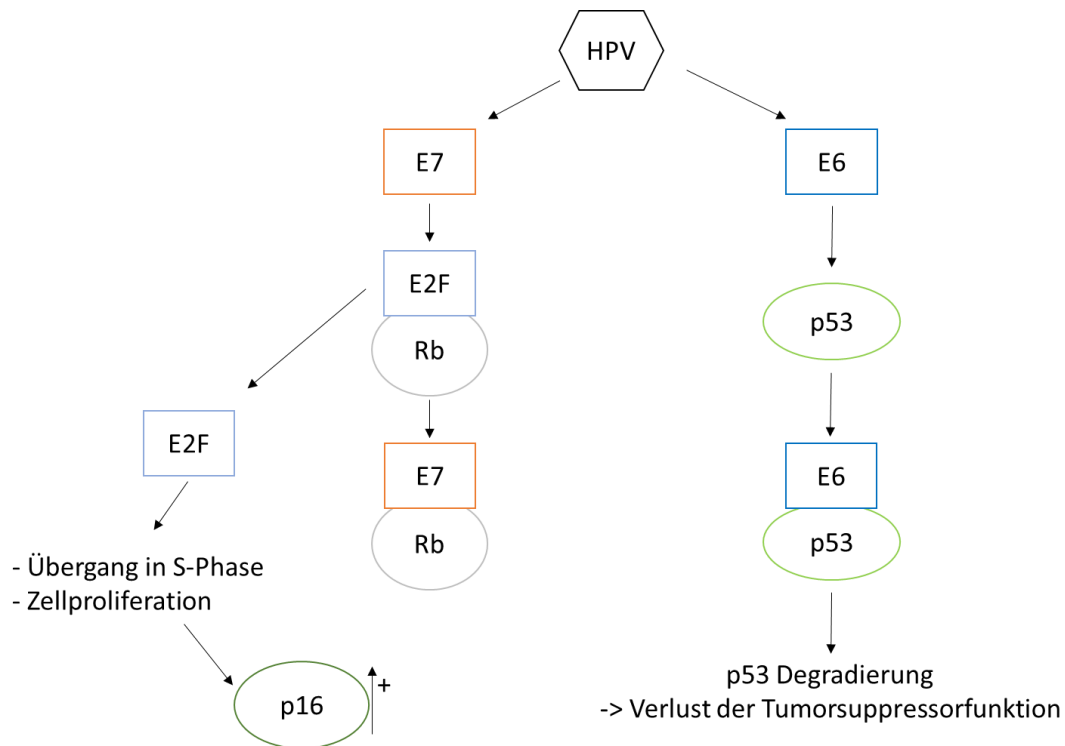 HPV
E7
E6
E2F
Rb
p53
E2F
E7
Rb
E6
p53
- Übergang in S-Phase
- Zellproliferation
p16
+
p53 Degradierung
-> Verlust der Tumorsuppressorfunktion